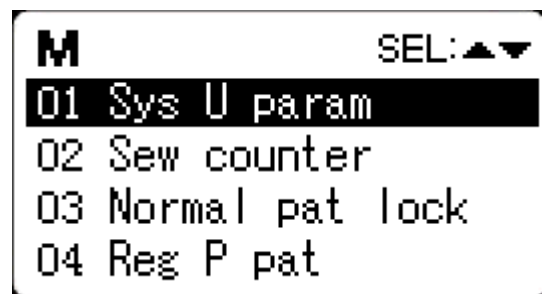 M SEL:▲▼
01 Sys U param
02 Sew counter
03 Normal pat lock
04 Reg P pat